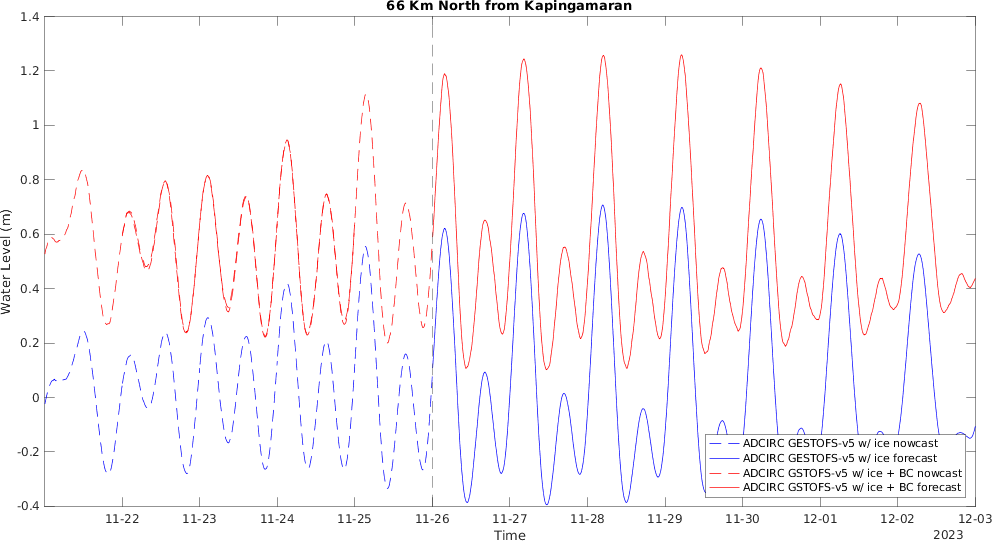 66 Km North from Kapingamaran
1.4
1.2
1
0.8
0.6
0.4
0.2
0
-0.2
-0.4
Water Level (m)
ADCIRC GESTOFS-v5 w/ ice nowcast
ADCIRC GESTOFS-v5 w/ ice forecast
ADCIRC GSTOFS-v5 w/ ice + BC nowcast
ADCIRC GSTOFS-v5 w/ ice + BC forecast
11-22 11-23 11-24 11-25 11-26 11-27 11-28 11-29 11-30 12-01 12-02 12-03
Time
2023